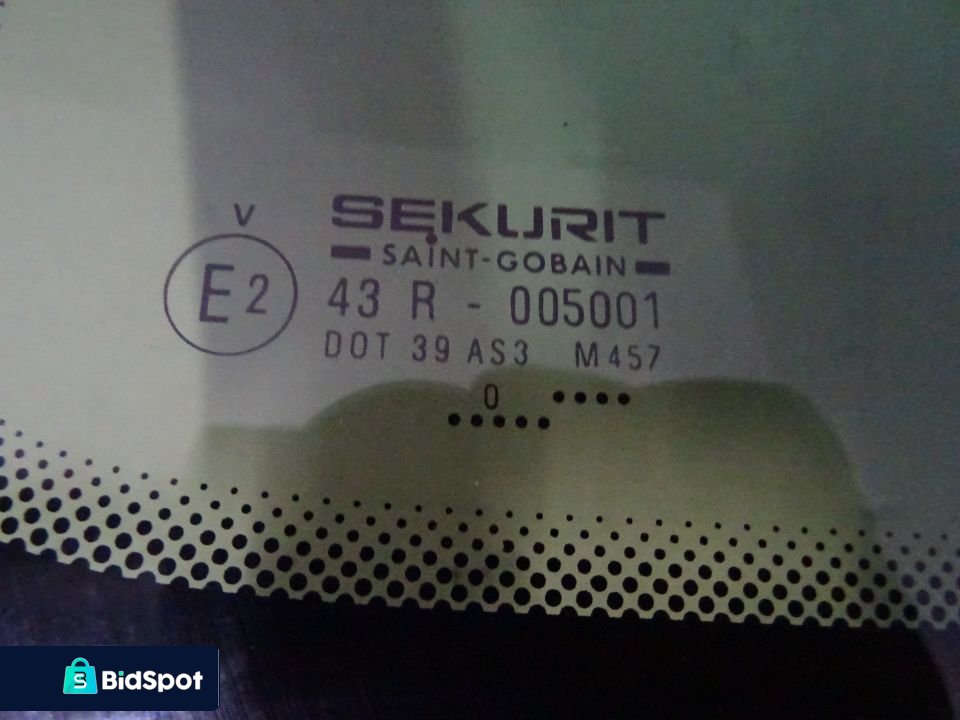 V
SEKURIT
SAINT-GOBAIN
E2
43 R - 005001
DOT 39 AS3 M457
0 ••••
•••••
BidSpot